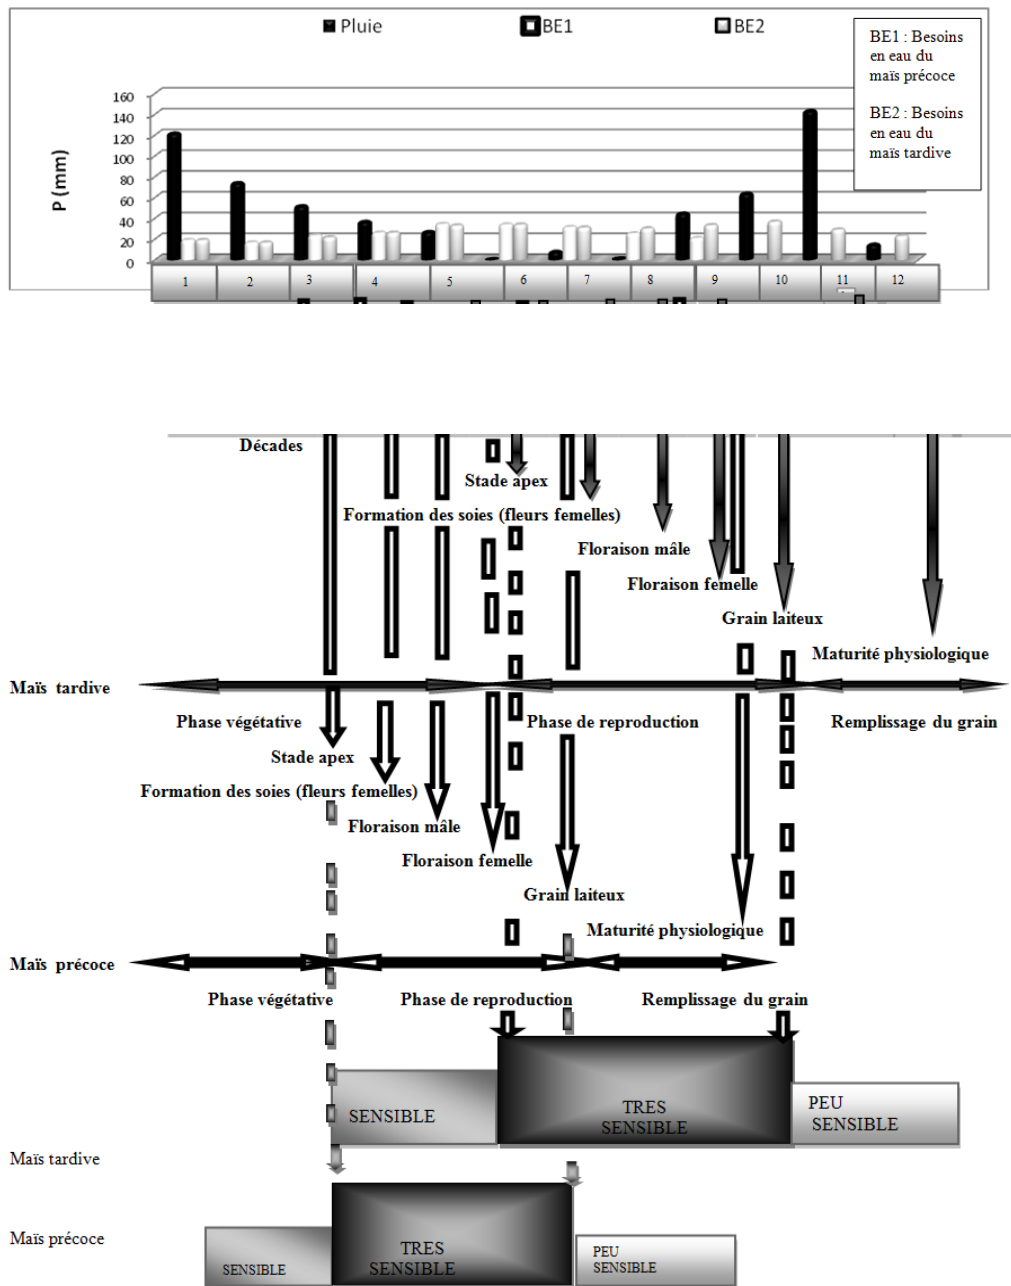 Pluie BE1 BE2
BE1 : Besoins
en eau du
maïs précoce
BE2 : Besoins
en eau du
maïs tardive
P (mm)
160
140
120
100
80
60
40
20
0
1 2 3 4 5 6 7 8 9 10 11 12
Décades
Stade apex
Formation des soies (fleurs femelles)
Floraison mâle
Floraison femelle
Grain laiteux
Maturité physiologique
Maïs tardive
Phase végétative Phase de reproduction Remplissage du grain
Stade apex
Formation des soies (fleurs femelles)
Floraison mâle
Floraison femelle
Grain laiteux
Maturité physiologique
Maïs précoce
Phase végétative Phase de reproduction Remplissage du grain
SENSIBLE
TRES
SENSIBLE
PEU
SENSIBLE
Maïs tardive
Maïs précoce
SENSIBLE
TRES
SENSIBLE
PEU
SENSIBLE